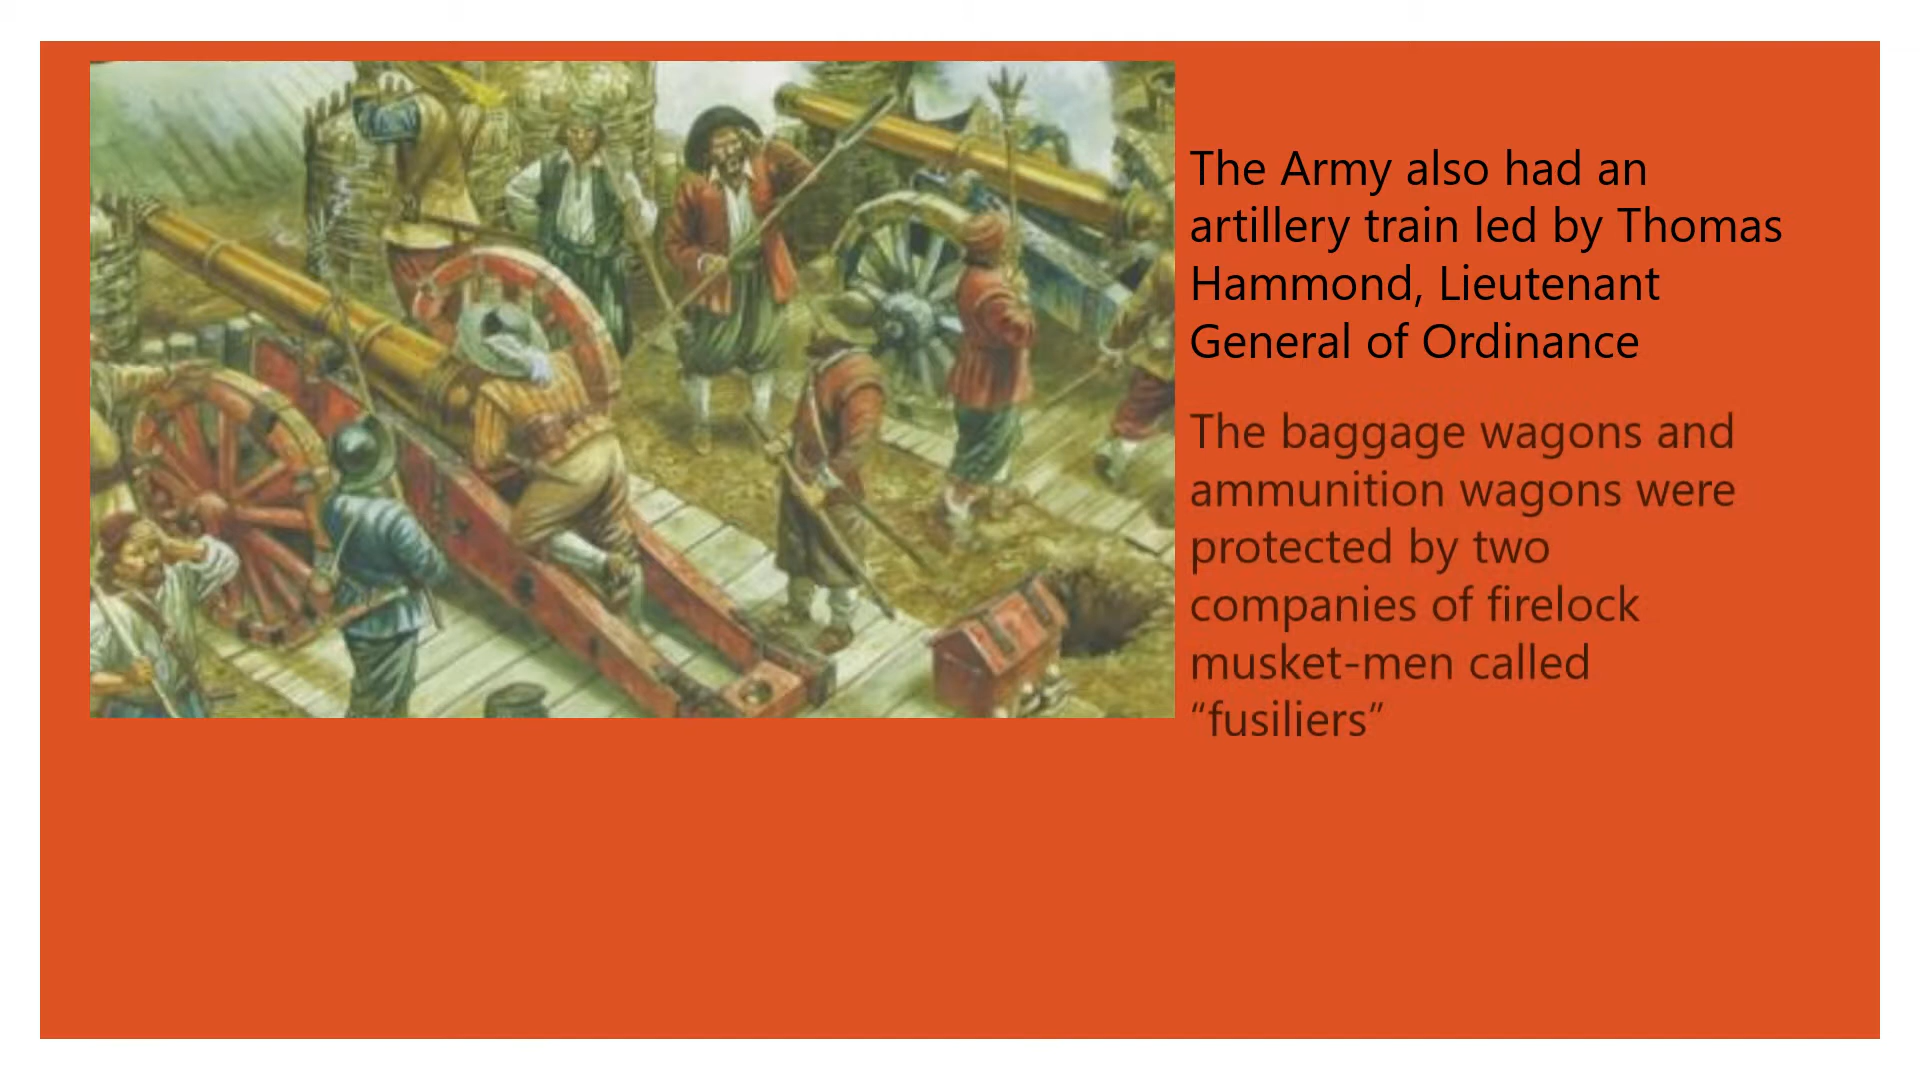 The Army also had an
artillery train led by Thomas
Hammond, Lieutenant
General of Ordinance
The baggage wagons and
ammunition wagons were
protected by two
companies of firelock
musket-men called
“fusiliers”